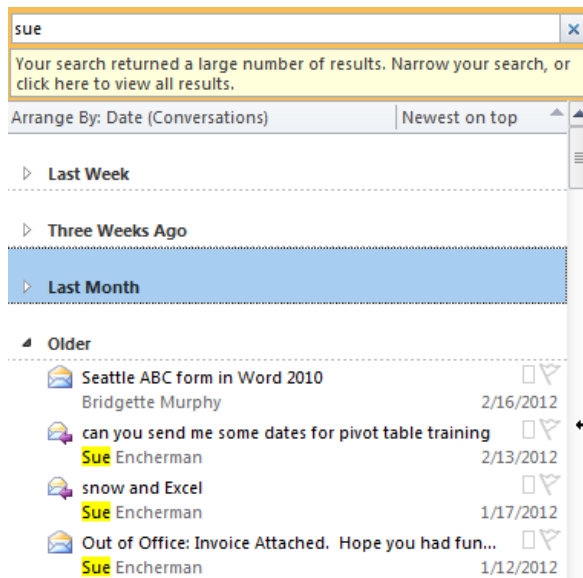 sue
Your search returned a large number of results. Narrow your search, or
click here to view all results.
Arrange By: Date (Conversations) Newest on top
Last Week
Three Weeks Ago
Last Month
Older
Seattle ABC form in Word 2010
Bridgette Murphy 2/16/2012
can you send me some dates for pivot table training
Sue Encherman 2/13/2012
snow and Excel
Sue Encherman 1/17/2012
Out of Office: Invoice Attached.  Hope you had fun...
Sue Encherman 1/12/2012